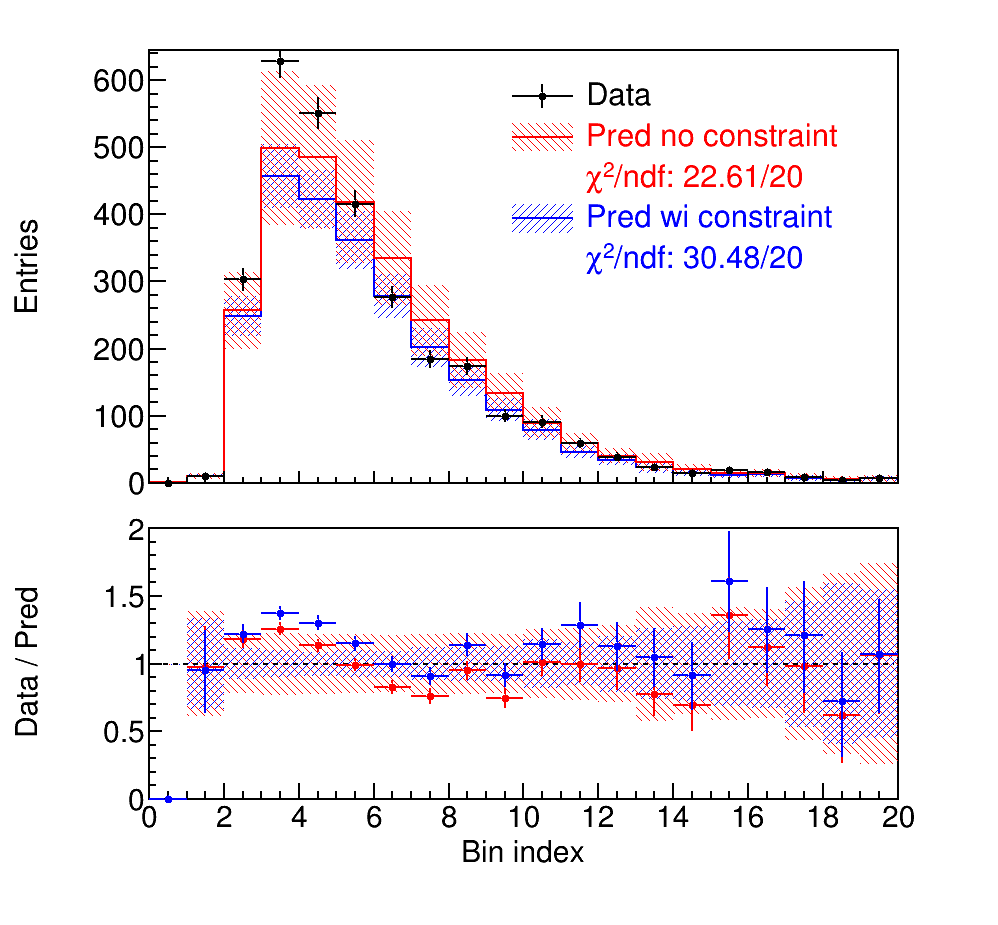 Entries
600
500
400
300
200
100
0
Data
Pred no constraint
χ²/ndf: 22.61/20
Pred wi constraint
χ²/ndf: 30.48/20
Data / Pred
2
1.5
1
0.5
0
0 2 4 6 8 10 12 14 16 18 20
Bin index